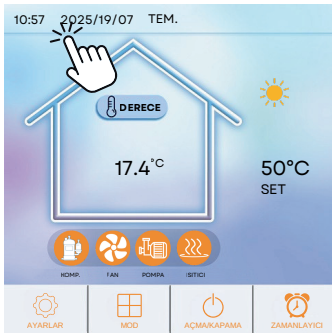 10:57 2025/19/07 TEM.
DERECE
17.4°C
50°C
SET
KOMP. FAN POMPA ISITICI
AYARLAR MOD AÇMA/KAPAMA ZAMANLAYICI